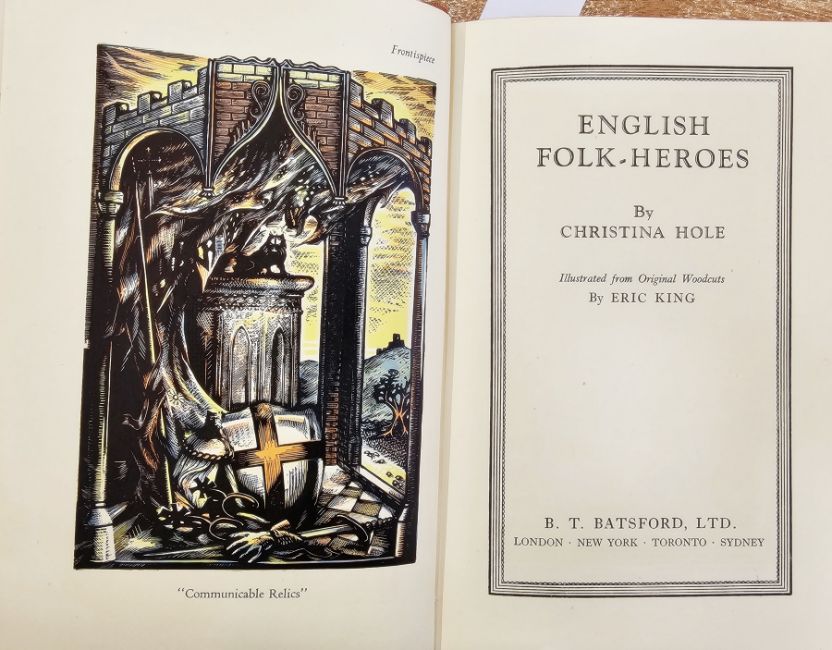 Frontispiece
"Communicable Relics"
ENGLISH
FOLK-HEROES
By
CHRISTINA HOLE
Illustrated from Original Woodcuts
By ERIC KING
B. T. BATSFORD, LTD.
LONDON · NEW YORK · TORONTO · SYDNEY